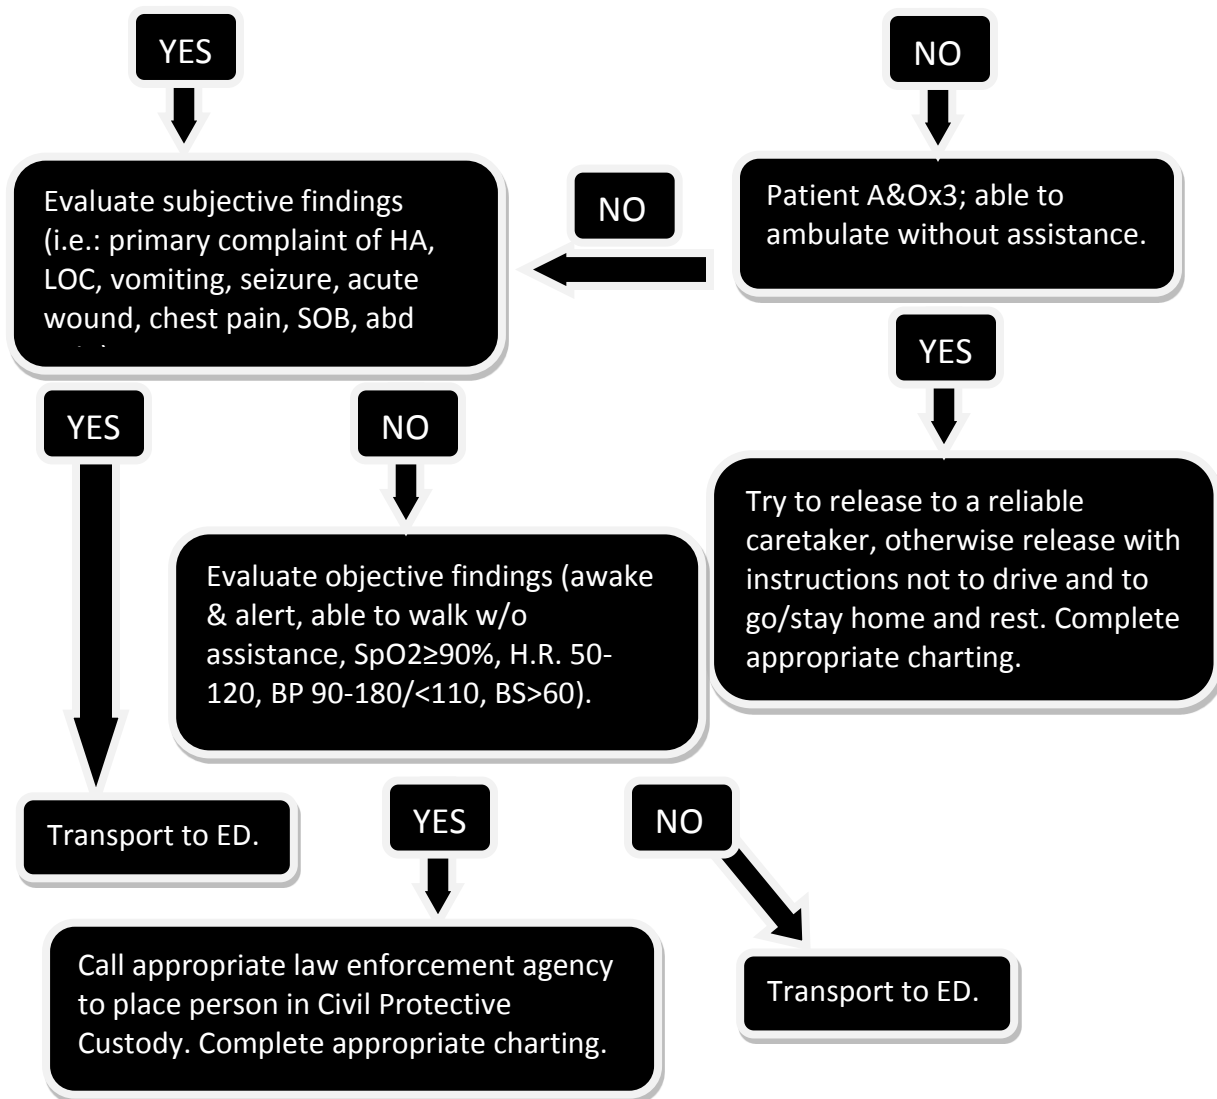 YES
NO
Evaluate subjective findings
(i.e.: primary complaint of HA,
LOC, vomiting, seizure, acute
wound, chest pain, SOB, abd
NO
Patient A&Ox3; able to
ambulate without assistance.
YES
NO
YES
Evaluate objective findings (awake
& alert, able to walk w/o
assistance, SpO2≥90%, H.R. 50-
120, BP 90-180/<110, BS>60).
Try to release to a reliable
caretaker, otherwise release with
instructions not to drive and to
go/stay home and rest. Complete
appropriate charting.
Transport to ED.
YES
NO
Call appropriate law enforcement agency
to place person in Civil Protective
Custody. Complete appropriate charting.
Transport to ED.